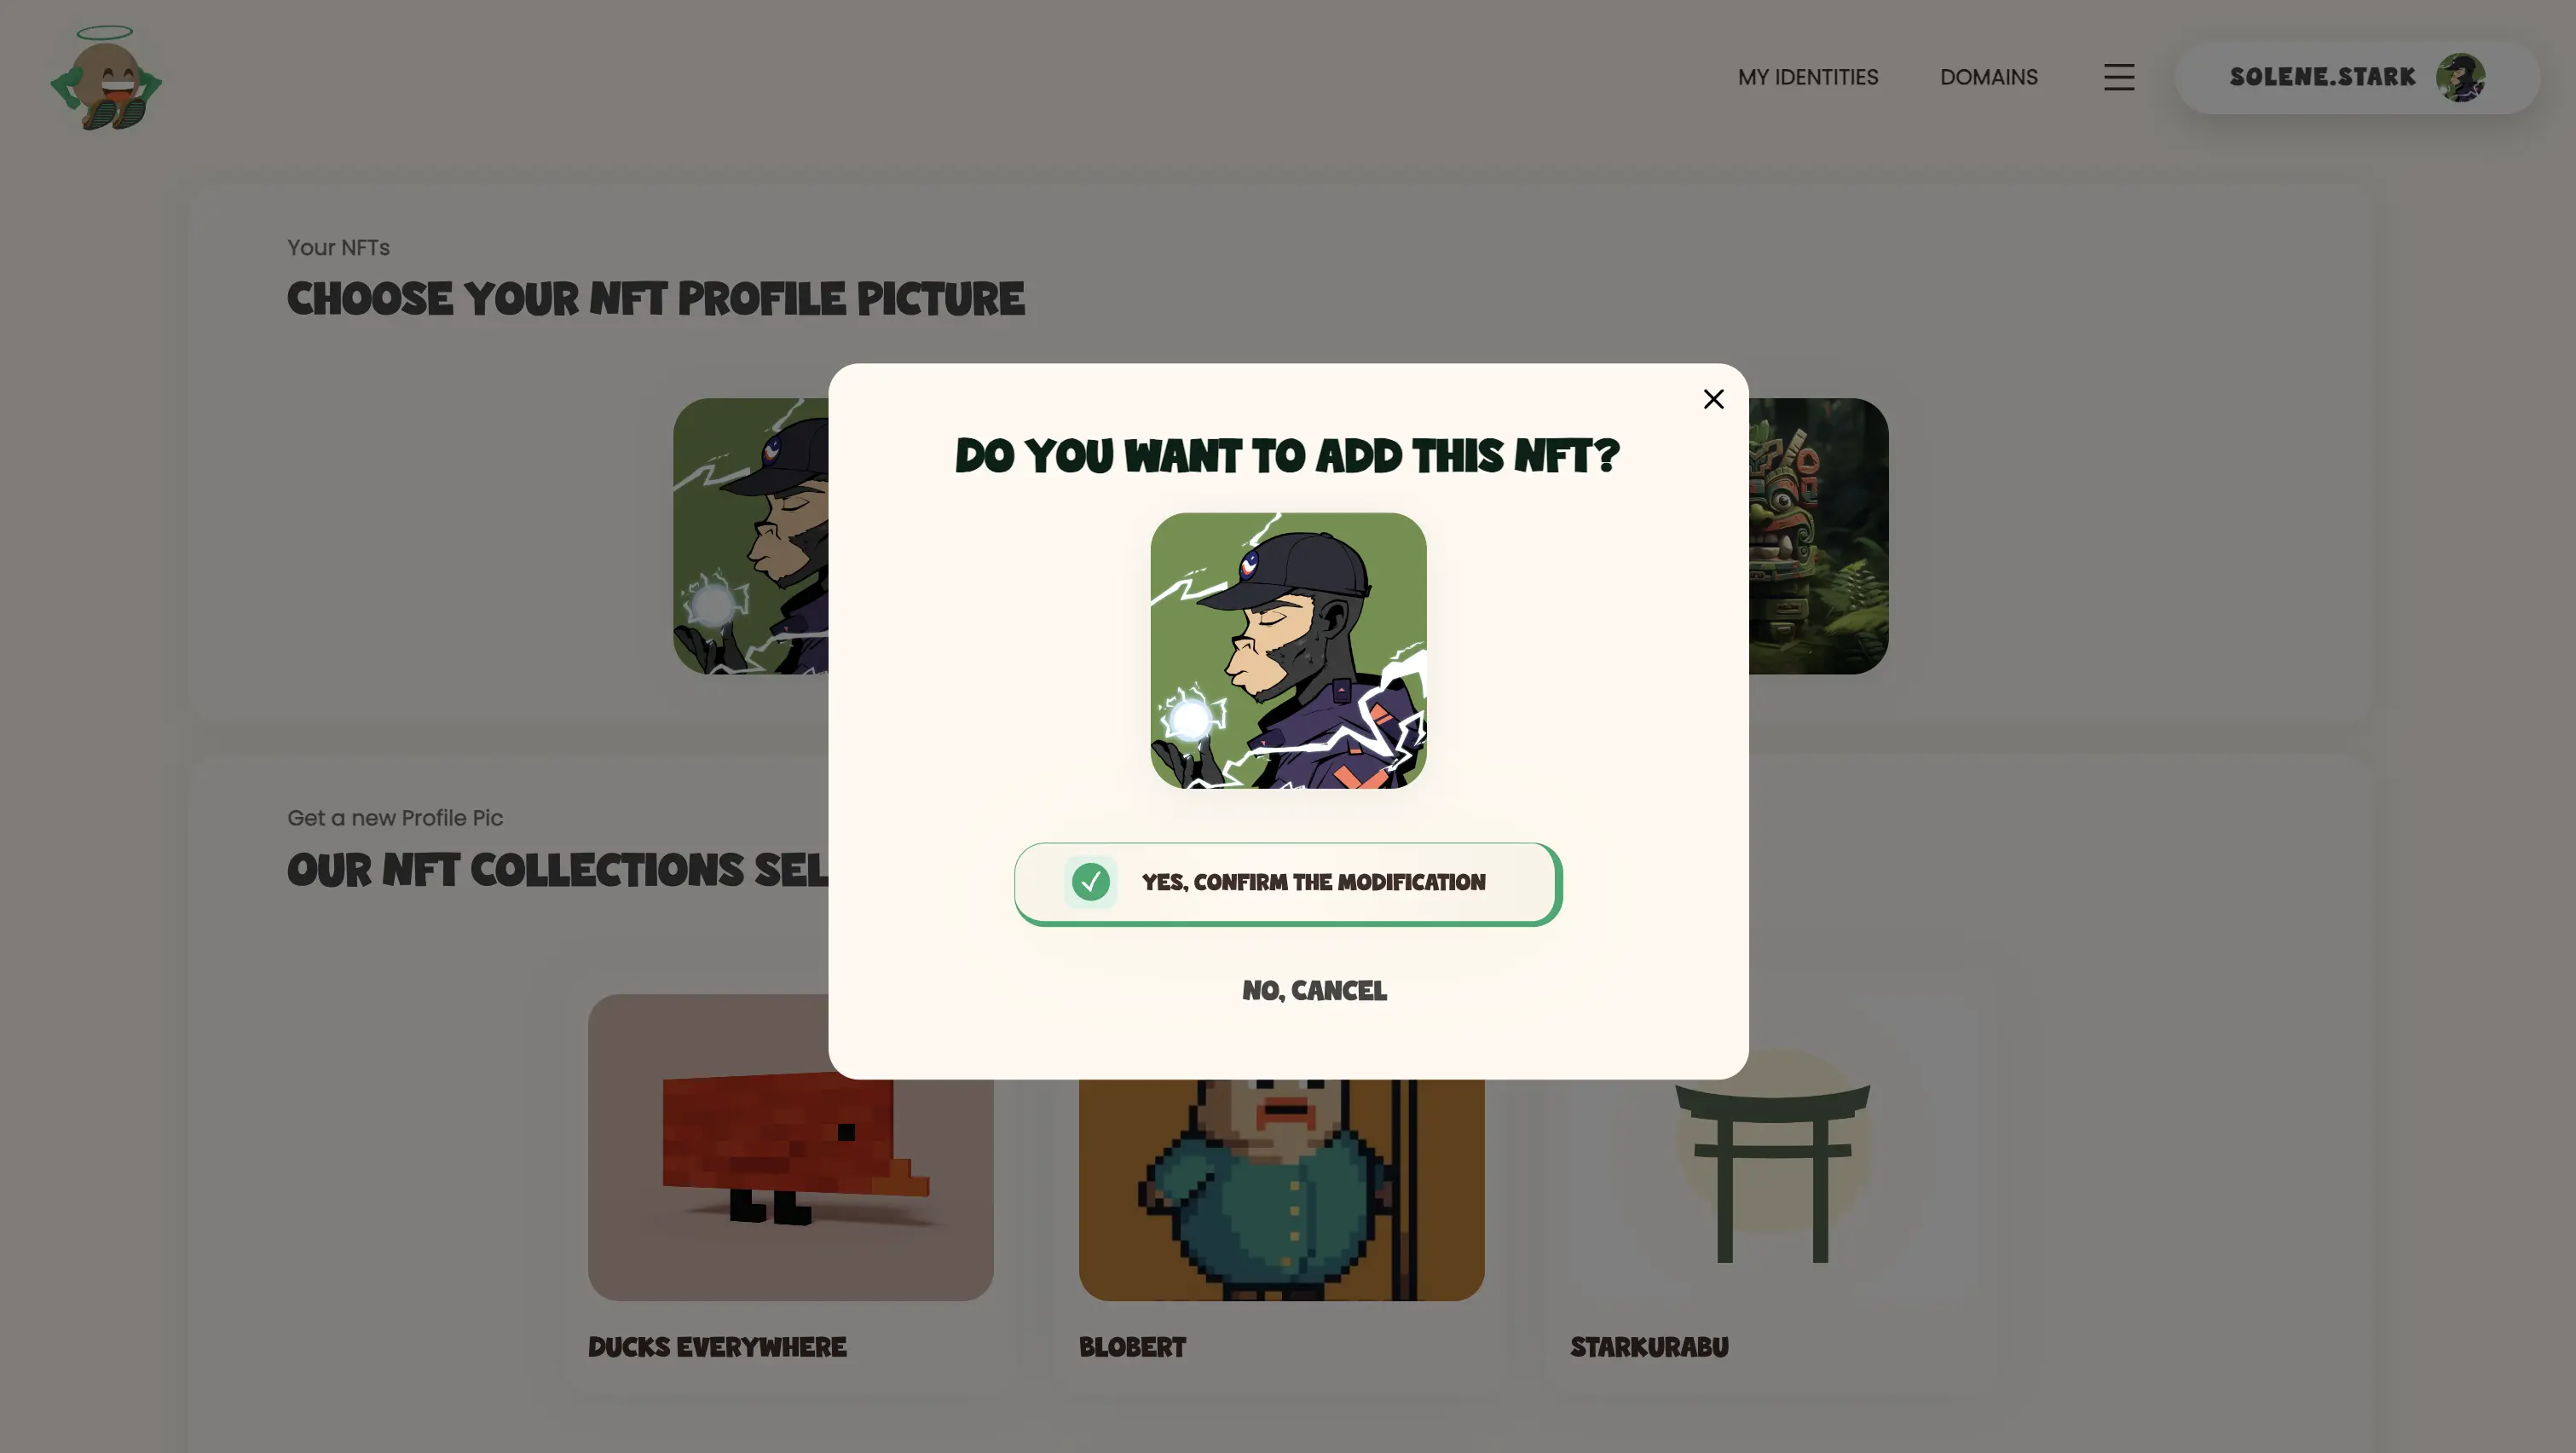 MY IDENTITIES
DOMAINS
SOLENE.STARK
Your NFTs
CHOOSE YOUR NFT PROFILE PICTURE
DO YOU WANT TO ADD THIS NFT?
YES, CONFIRM THE MODIFICATION
NO, CANCEL
Get a new Profile Pic
OUR NFT COLLECTIONS SEL
DUCKS EVERYWHERE
BLOBERT
STARKURABU